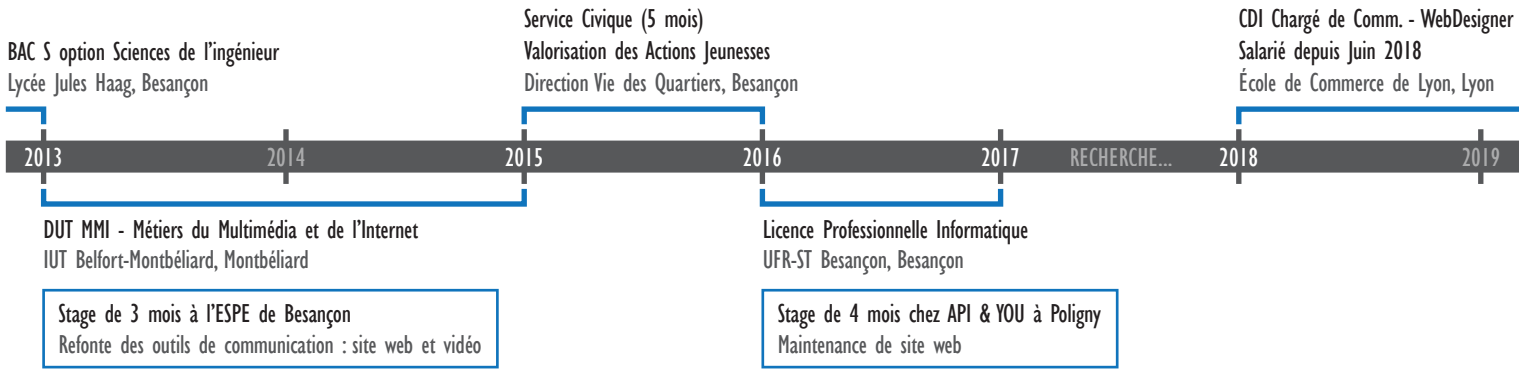 BAC S option Sciences de l'ingénieur
Lycée Jules Haag, Besançon
Service Civique (5 mois)
Valorisation des Actions Jeunesses
Direction Vie des Quartiers, Besançon
CDI Chargé de Comm. - WebDesigner
Salarié depuis Juin 2018
École de Commerce de Lyon, Lyon
2013 2014 2015 2016 2017 RECHERCHE... 2018 2019
DUT MMI - Métiers du Multimédia et de l'Internet
IUT Belfort-Montbéliard, Montbéliard
Stage de 3 mois à l'ESPE de Besançon
Refonte des outils de communication : site web et vidéo
Licence Professionnelle Informatique
UFR-ST Besançon, Besançon
Stage de 4 mois chez API & YOU à Poligny
Maintenance de site web